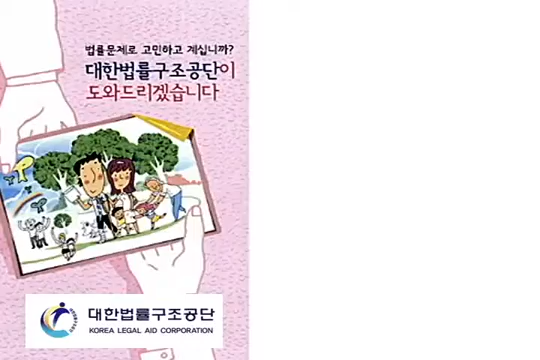 법률문제로 고민하고 계십니까?
대한법률구조공단이
도와드리겠습니다
대한법률구조공단
KOREA LEGAL AID CORPORATION